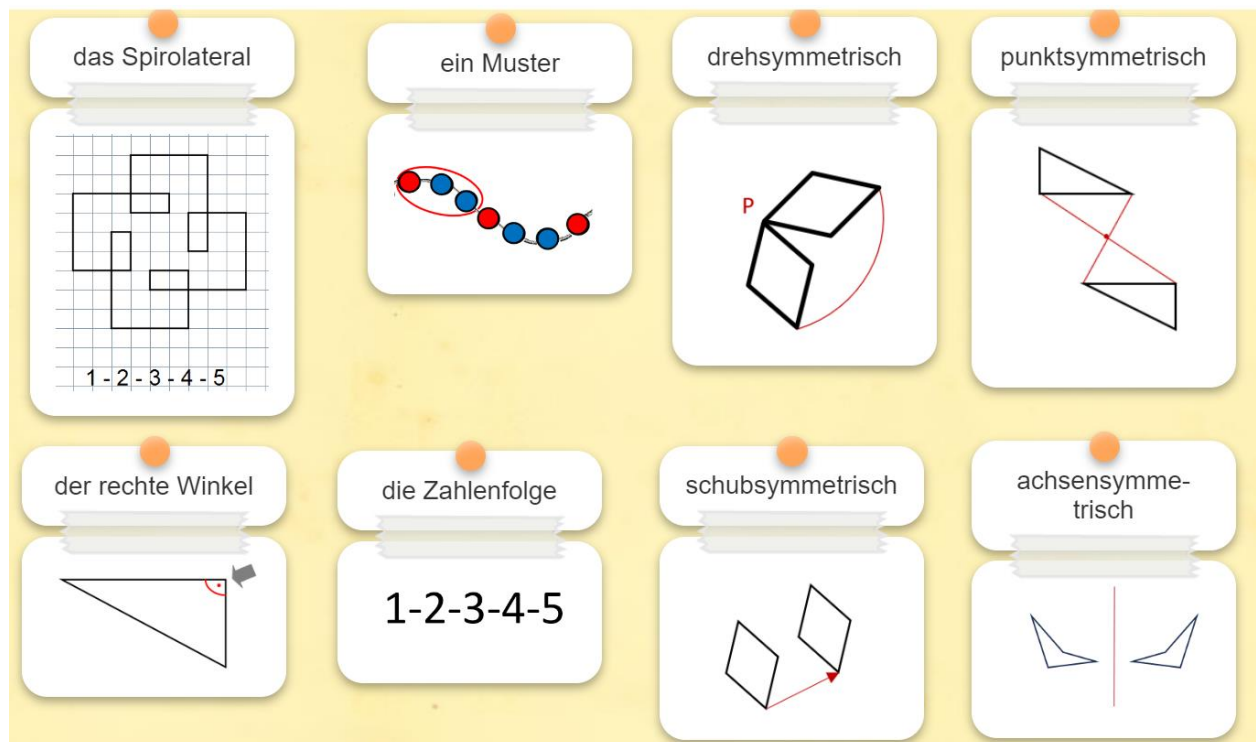 das Spirolateral
ein Muster
drehsymmetrisch
punktsymmetrisch
P
1 - 2 - 3 - 4 - 5
der rechte Winkel
die Zahlenfolge
schubsymmetrisch
achsensymme-
trisch
1-2-3-4-5